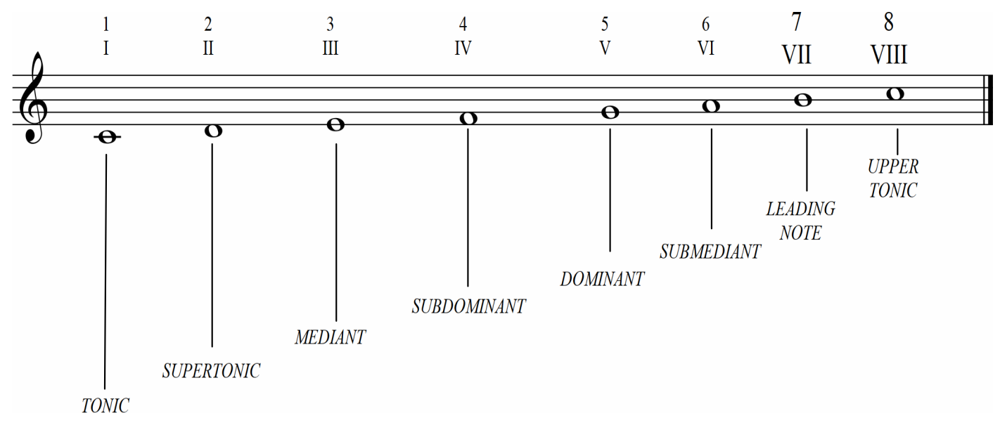 1 2 3 4 5 6 7 8
I II III IV V VI VII VIII
TONIC
SUPERTONIC
MEDIANT
SUBDOMINANT
DOMINANT
SUBMEDIANT
LEADING
NOTE
UPPER
TONIC